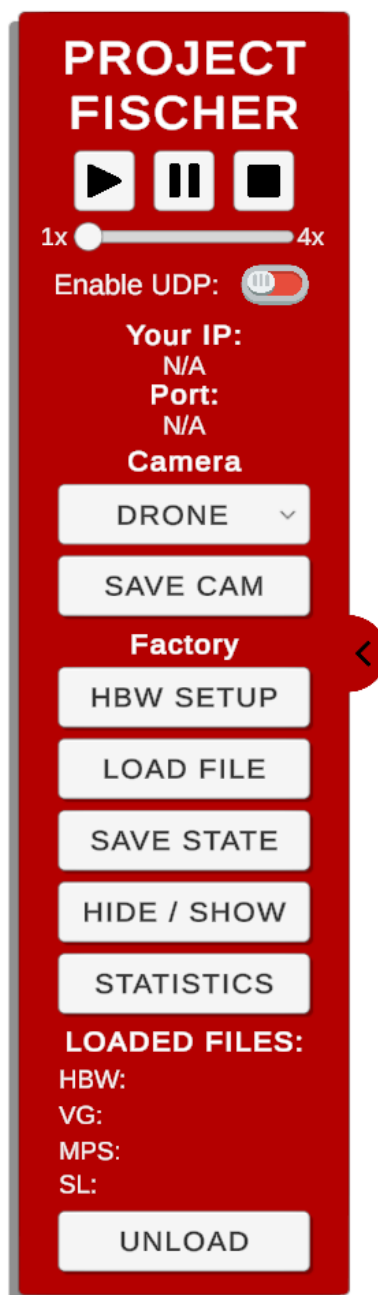 PROJECT
FISCHER
1x 4x
Enable UDP:
Your IP:
N/A
Port:
N/A
Camera
DRONE
SAVE CAM
Factory
HBW SETUP
LOAD FILE
SAVE STATE
HIDE / SHOW
STATISTICS
LOADED FILES:
HBW:
VG:
MPS:
SL:
UNLOAD